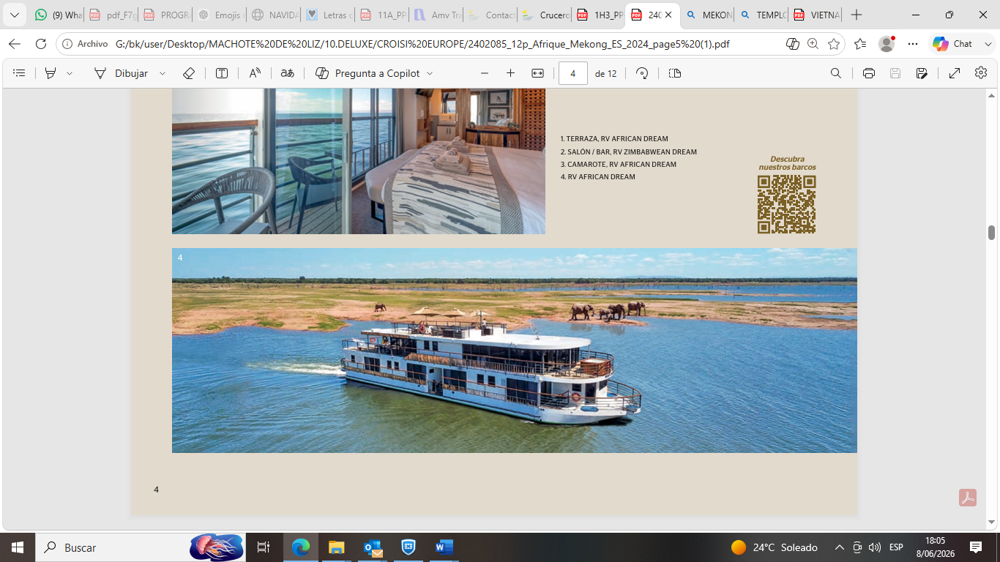 (9) Wha
pdf_F7c
PROGR
Emojis
NAVIDA
Letras c
11A_PP
Amv Tra
Contact
Crucero
1H3_PP
240
MEKON
TEMPLO
VIETNA
Archivo
G:/bk/user/Desktop/MACHOTE%20DE%20LIZ/10.DELUXE/CROISI%20EUROPE/2402085_12p_Afrique_Mekong_ES_2024_page5%20(1).pdf
Chat
Dibujar
Pregunta a Copilot
4
de 12
1. TERRAZA, RV AFRICAN DREAM
2. SALÓN / BAR, RV ZIMBABWEAN DREAM
3. CAMAROTE, RV AFRICAN DREAM
4. RV AFRICAN DREAM
Descubra
nuestros barcos
4
4
Buscar
24°C Soleado
ESP
18:05
8/06/2026